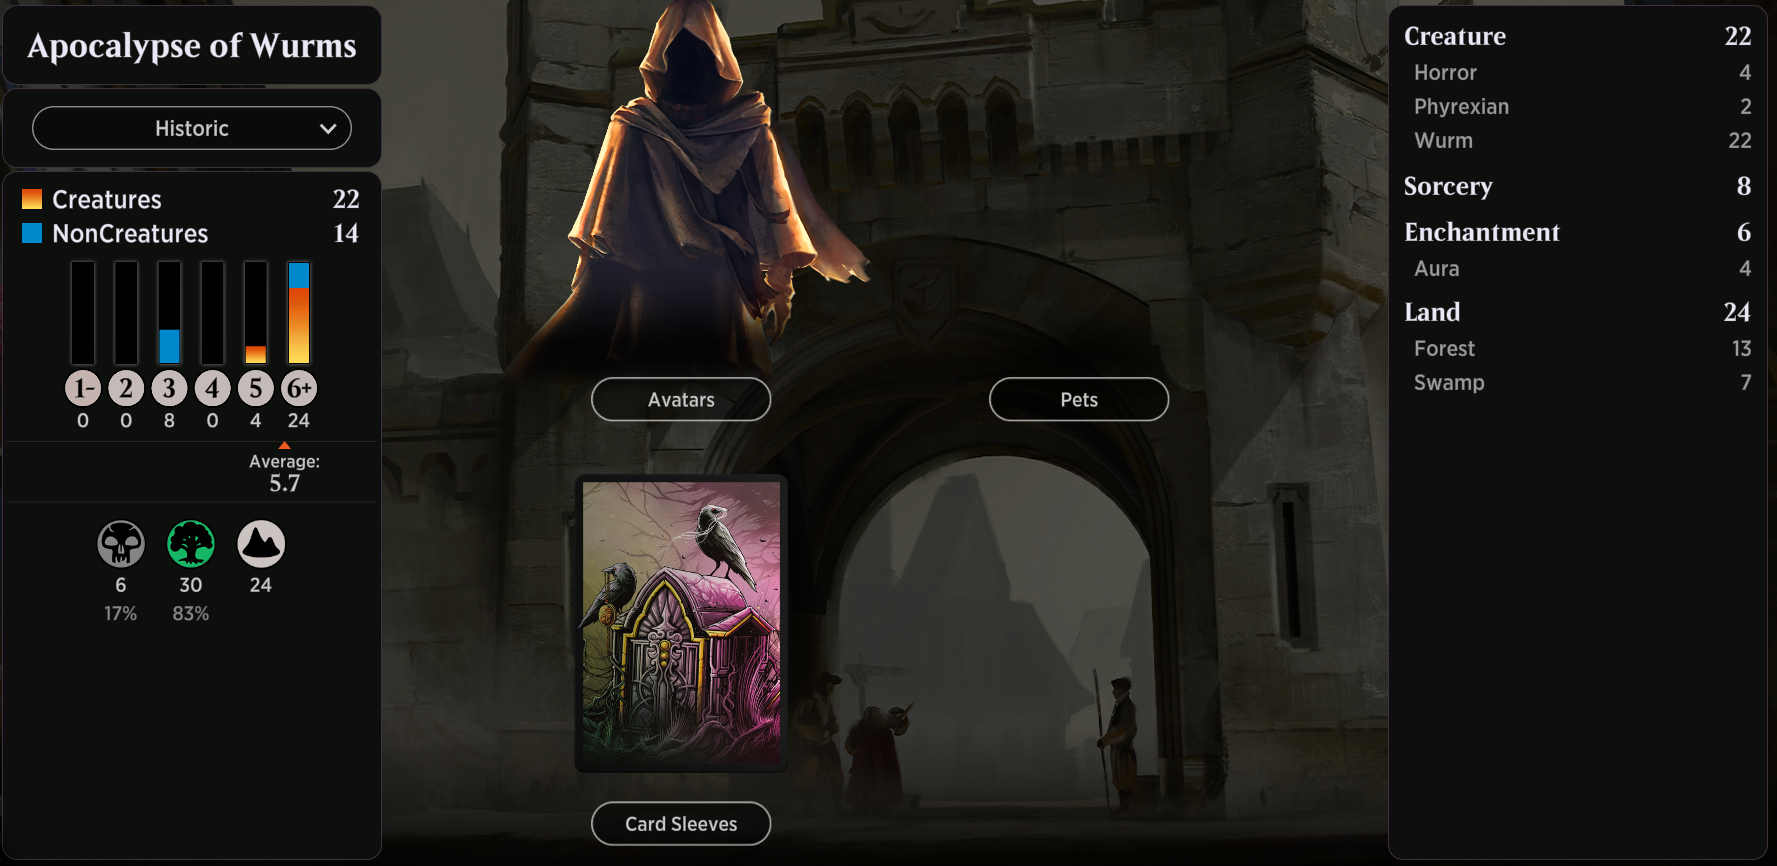 Apocalypse of Wurms
Historic
Creatures 22
NonCreatures 14
1- 2 3 4 5 6+
0 0 8 0 4 24
Average:
5.7
6 30 24
17% 83%
Avatars
Pets
Card Sleeves
Creature 22
Horror 4
Phyrexian 2
Wurm 22
Sorcery 8
Enchantment 6
Aura 4
Land 24
Forest 13
Swamp 7